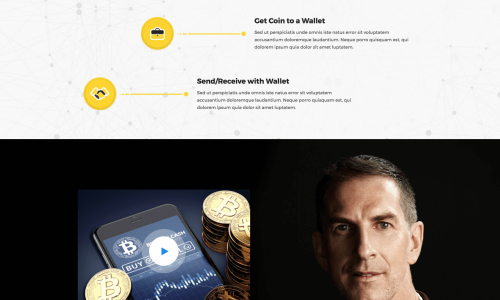 Get Coin to a Wallet
Sed ut perspiciatis unde omnis iste natus error sit voluptatem
accusantium doloremque laudantium. Neque porro quisquam est, qui
dolorem ipsum quia dolor sit amet luptatem.
Send/Receive with Wallet
Sed ut perspiciatis unde omnis iste natus error sit voluptatem
accusantium doloremque laudantium. Neque porro quisquam est, qui
dolorem ipsum quia dolor sit amet luptatem.
CASH
BUY